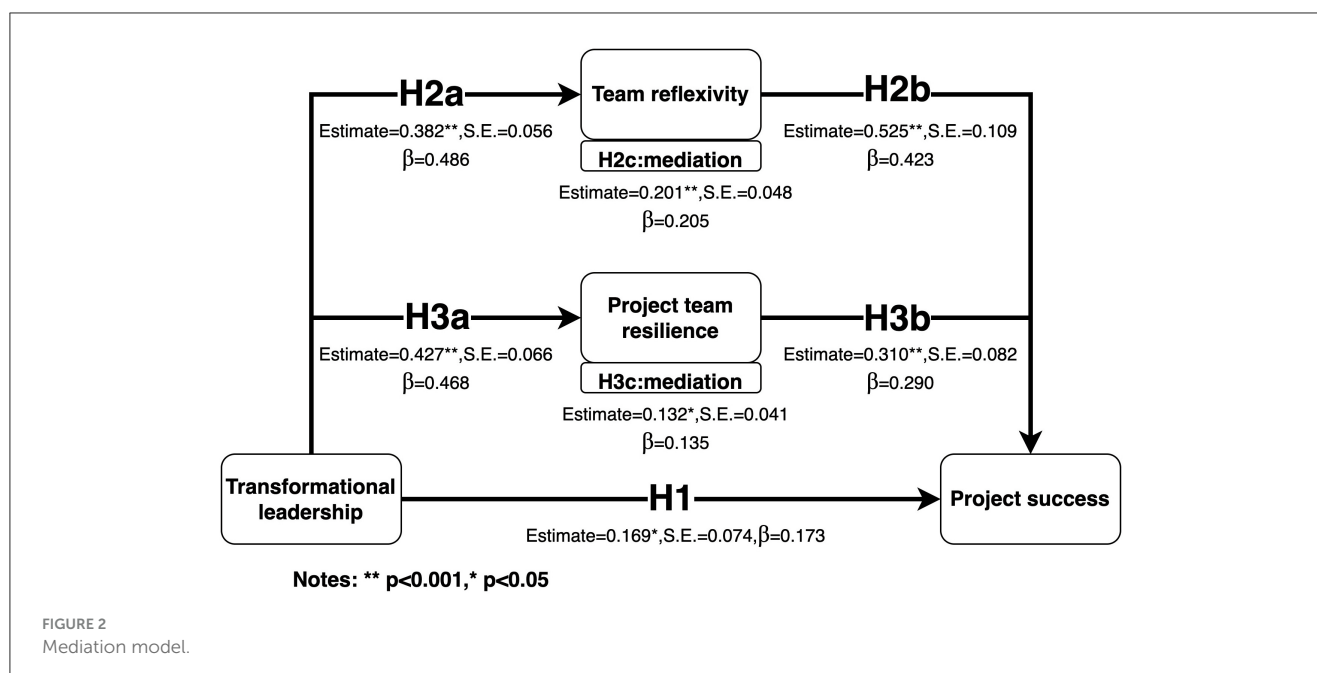 H2a
Team reflexivity
H2b
Estimate=0.382**,S.E.=0.056
β=0.486
H2c:mediation
Estimate=0.525**,S.E.=0.109
β=0.423
Estimate=0.201**,S.E.=0.048
β=0.205
H3a
Project team
resilience
H3b
Estimate=0.427**,S.E.=0.066
β=0.468
H3c:mediation
Estimate=0.310**,S.E.=0.082
β=0.290
Estimate=0.132*,S.E.=0.041
β=0.135
Transformational
leadership
H1
Project success
Estimate=0.169*,S.E.=0.074,β=0.173
Notes: ** p<0.001,* p<0.05
FIGURE 2
Mediation model.